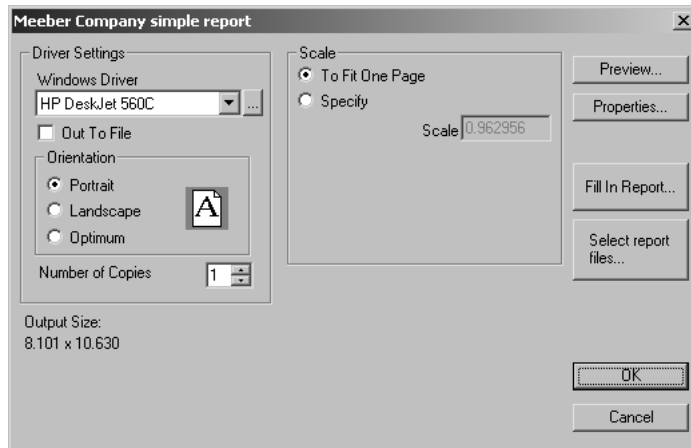 Meeber Company simple report
Driver Settings
Windows Driver
HP DeskJet 560C
...
Out To File
Orientation
Portrait
Landscape
Optimum
A
Number of Copies
1
Output Size:
8.101 x 10.630
Scale
To Fit One Page
Specify
Scale
0.962956
Preview...
Properties...
Fill In Report...
Select report
files...
OK
Cancel